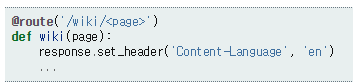 @route('/wiki/<page>')
def wiki(page):
    response.set_header('Content-Language', 'en')
    ...